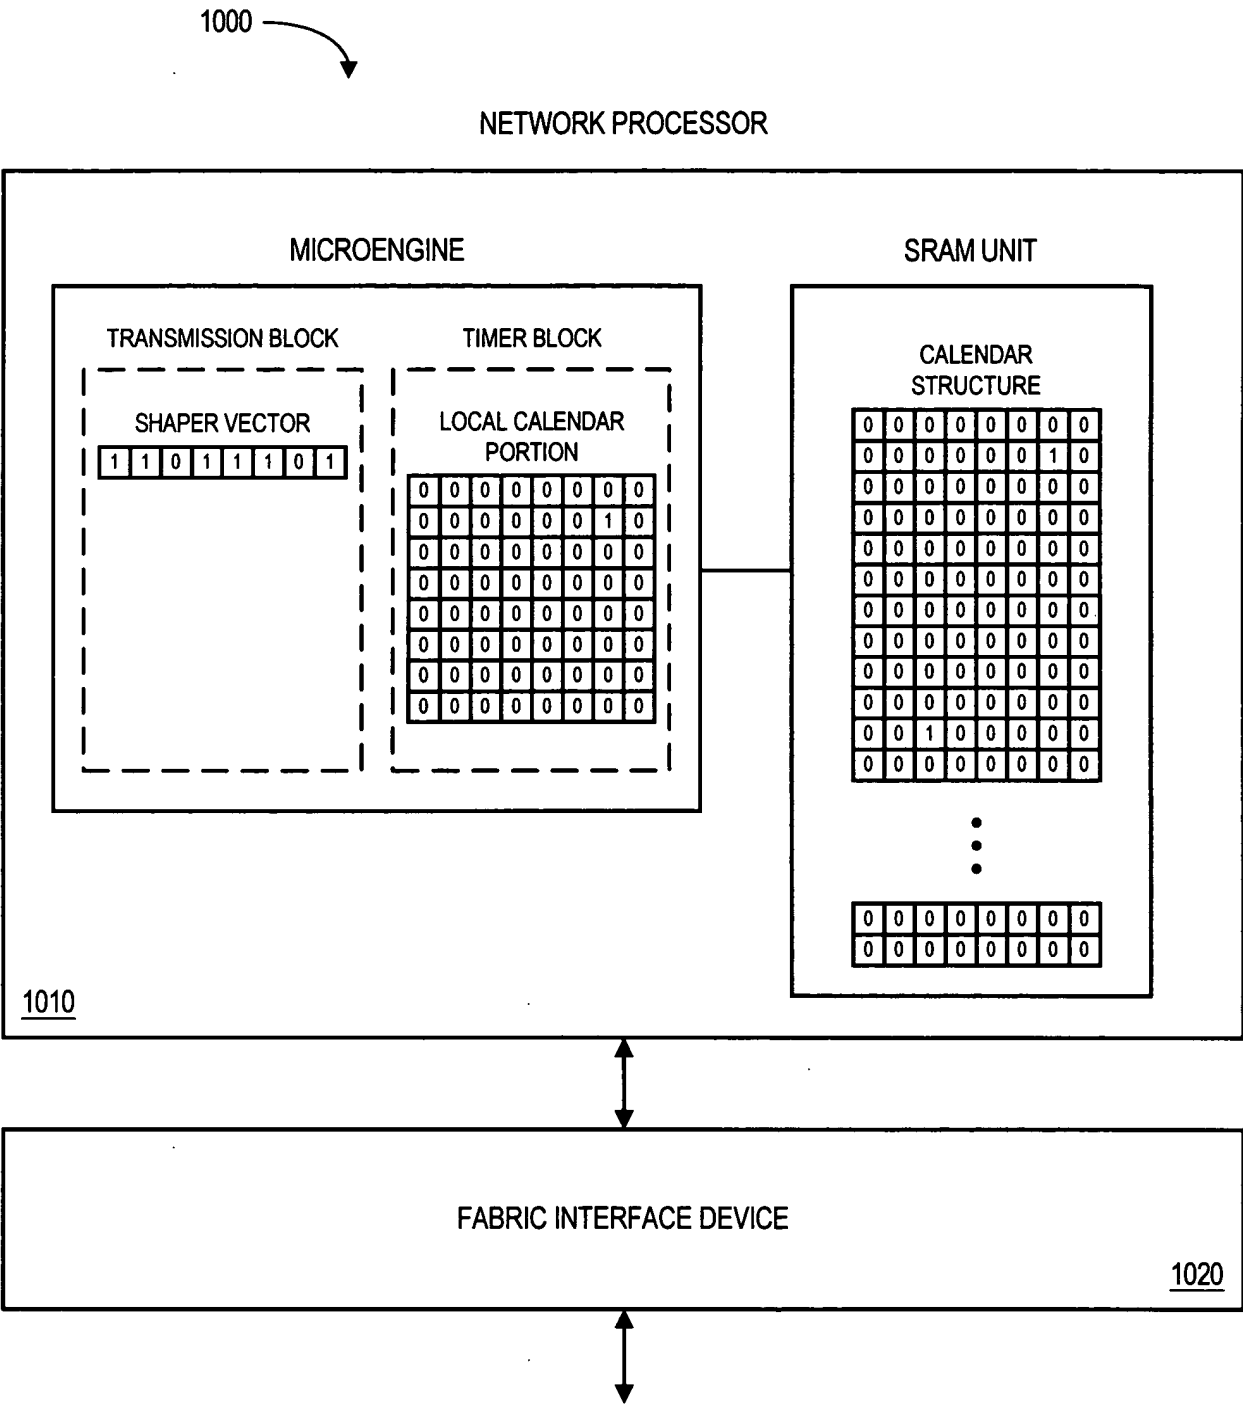 1000
NETWORK PROCESSOR
MICROENGINE
TRANSMISSION BLOCK
SHAPER VECTOR
1 1 0 1 1 1 0 1
TIMER BLOCK
LOCAL CALENDAR
PORTION
0 0 0 0 0 0 0 0
0 0 0 0 0 0 1 0
0 0 0 0 0 0 0 0
0 0 0 0 0 0 0 0
0 0 0 0 0 0 0 0
0 0 0 0 0 0 0 0
0 0 0 0 0 0 0 0
0 0 0 0 0 0 0 0
SRAM UNIT
CALENDAR
STRUCTURE
0 0 0 0 0 0 0 0
0 0 0 0 0 0 1 0
0 0 0 0 0 0 0 0
0 0 0 0 0 0 0 0
0 0 0 0 0 0 0 0
0 0 0 0 0 0 0 0
0 0 0 0 0 0 0 0
0 0 0 0 0 0 0 0
0 0 0 0 0 0 0 0
0 0 0 0 0 0 0 0
0 0 1 0 0 0 0 0
0 0 0 0 0 0 0 0
0 0 0 0 0 0 0 0
0 0 0 0 0 0 0 0
1010
FABRIC INTERFACE DEVICE
1020